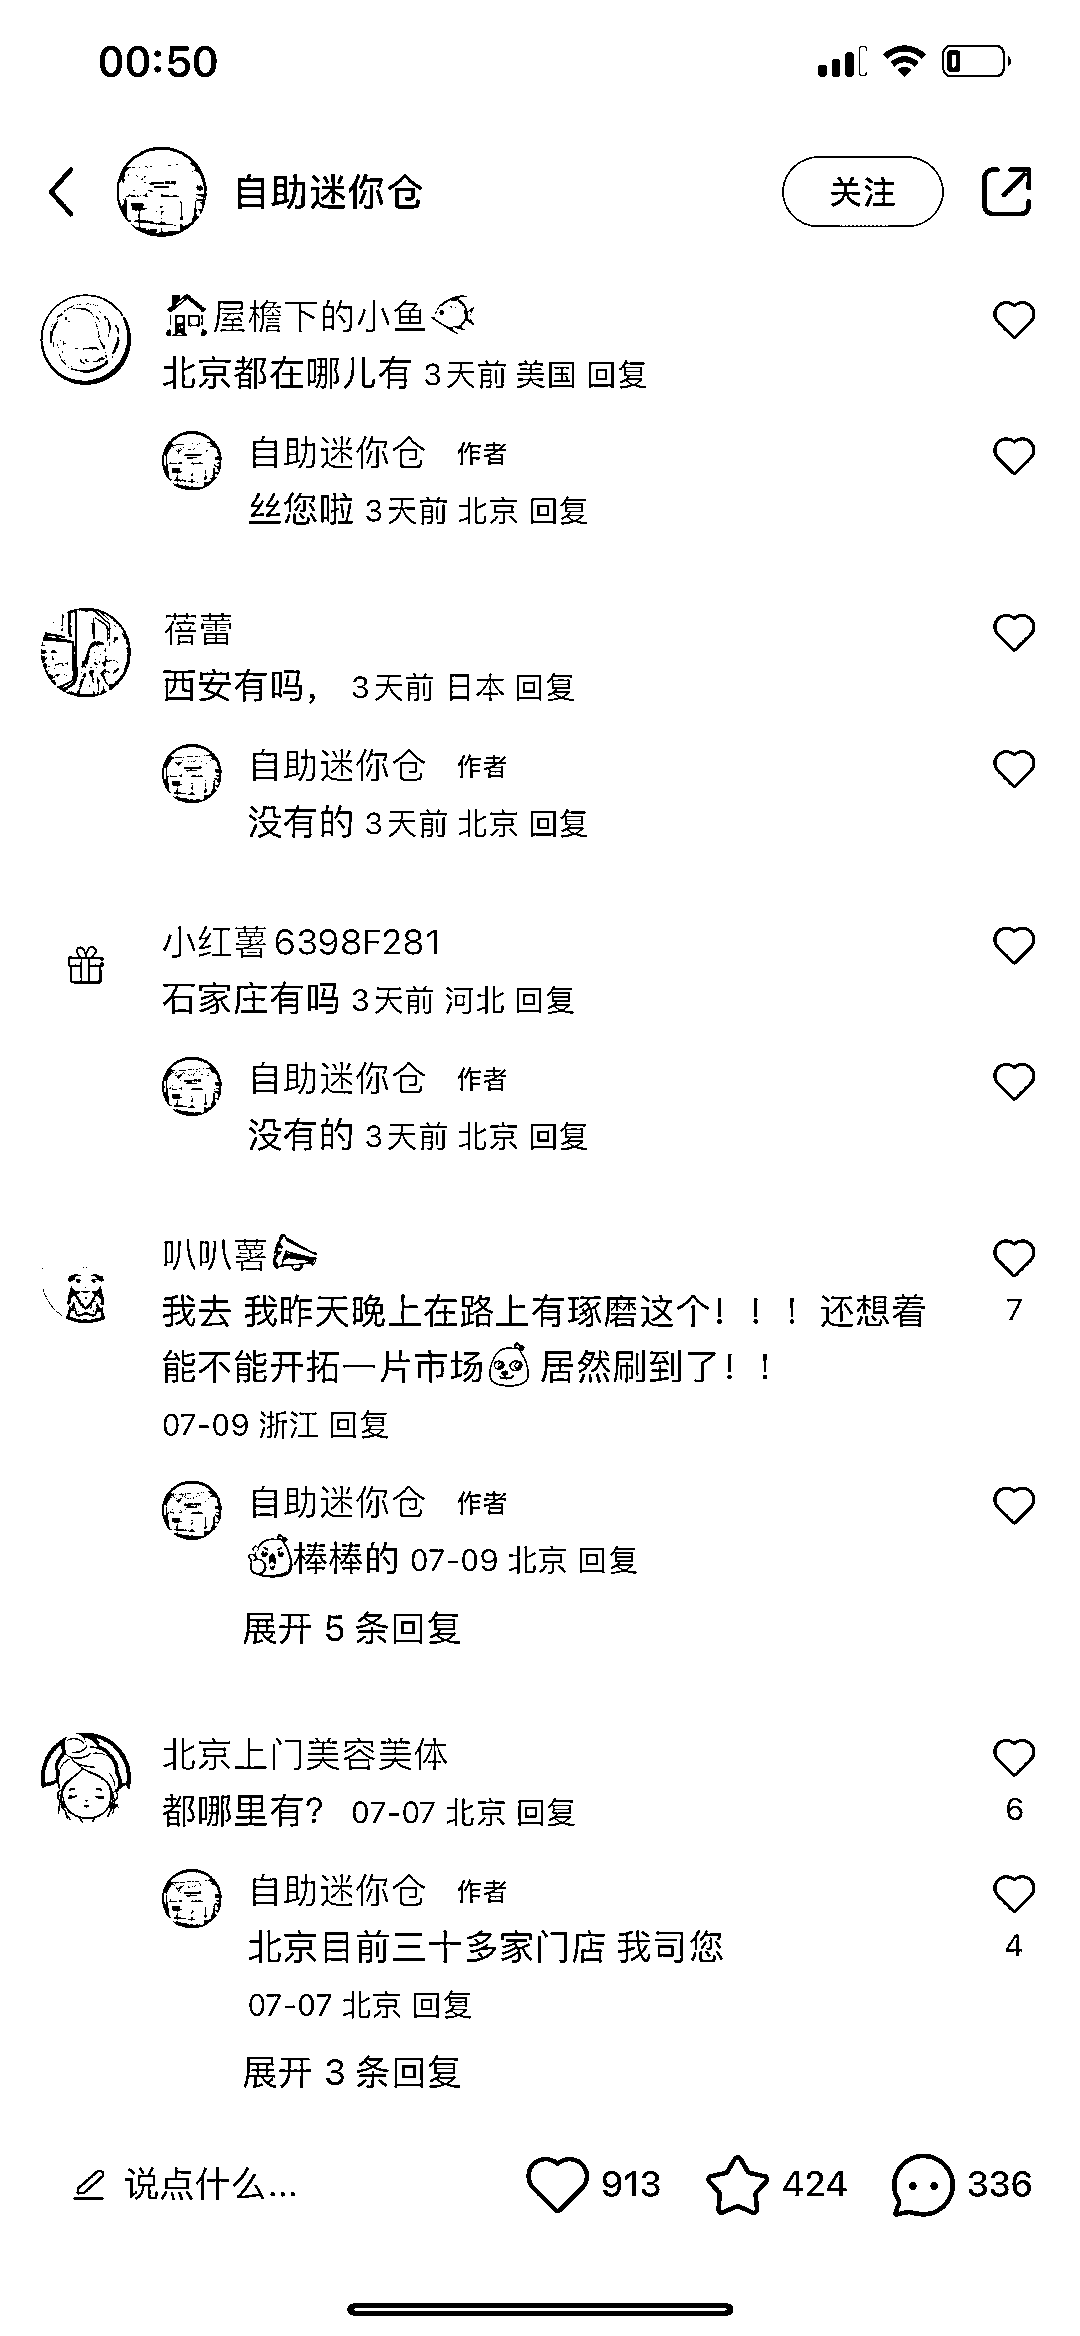 00:50
自助迷你仓
关注
🏠屋檐下的小鱼🐠
北京都在哪儿有 3天前 美国 回复
自助迷你仓 作者
丝您啦 3天前 北京 回复
蓓蕾
西安有吗， 3天前 日本 回复
自助迷你仓 作者
没有的 3天前 北京 回复
小红薯6398F281
石家庄有吗 3天前 河北 回复
自助迷你仓 作者
没有的 3天前 北京 回复
叭叭薯📣
我去 我昨天晚上在路上有琢磨这个！！！还想着
能不能开拓一片市场 居然刷到了！！
07-09 浙江 回复
自助迷你仓 作者
棒棒的 07-09 北京 回复
展开 5 条回复
北京上门美容美体
都哪里有？ 07-07 北京 回复
自助迷你仓 作者
北京目前三十多家门店 我司您
07-07 北京 回复
展开 3 条回复
7
6
4
说点什么... 913 424 336